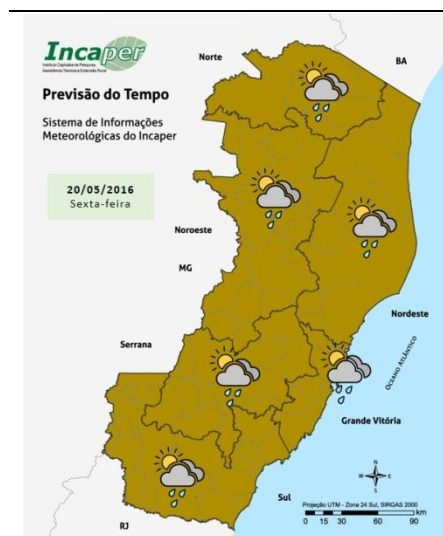 Incaper
Instituto Capixaba de Pesquisa,
Assistência Técnica e Extensão Rural
Norte
BA
Previsão do Tempo
Sistema de Informações
Meteorológicas do Incaper
20/05/2016
Sexta-feira
Noroeste
MG
Nordeste
Serrana
OCEANO ATLÂNTICO
Grande Vitória
N
W
E
S
Sul
Projeção UTM - Zona 24 Sul, SIRGAS 2000
km
0 15 30 60 90
RJ